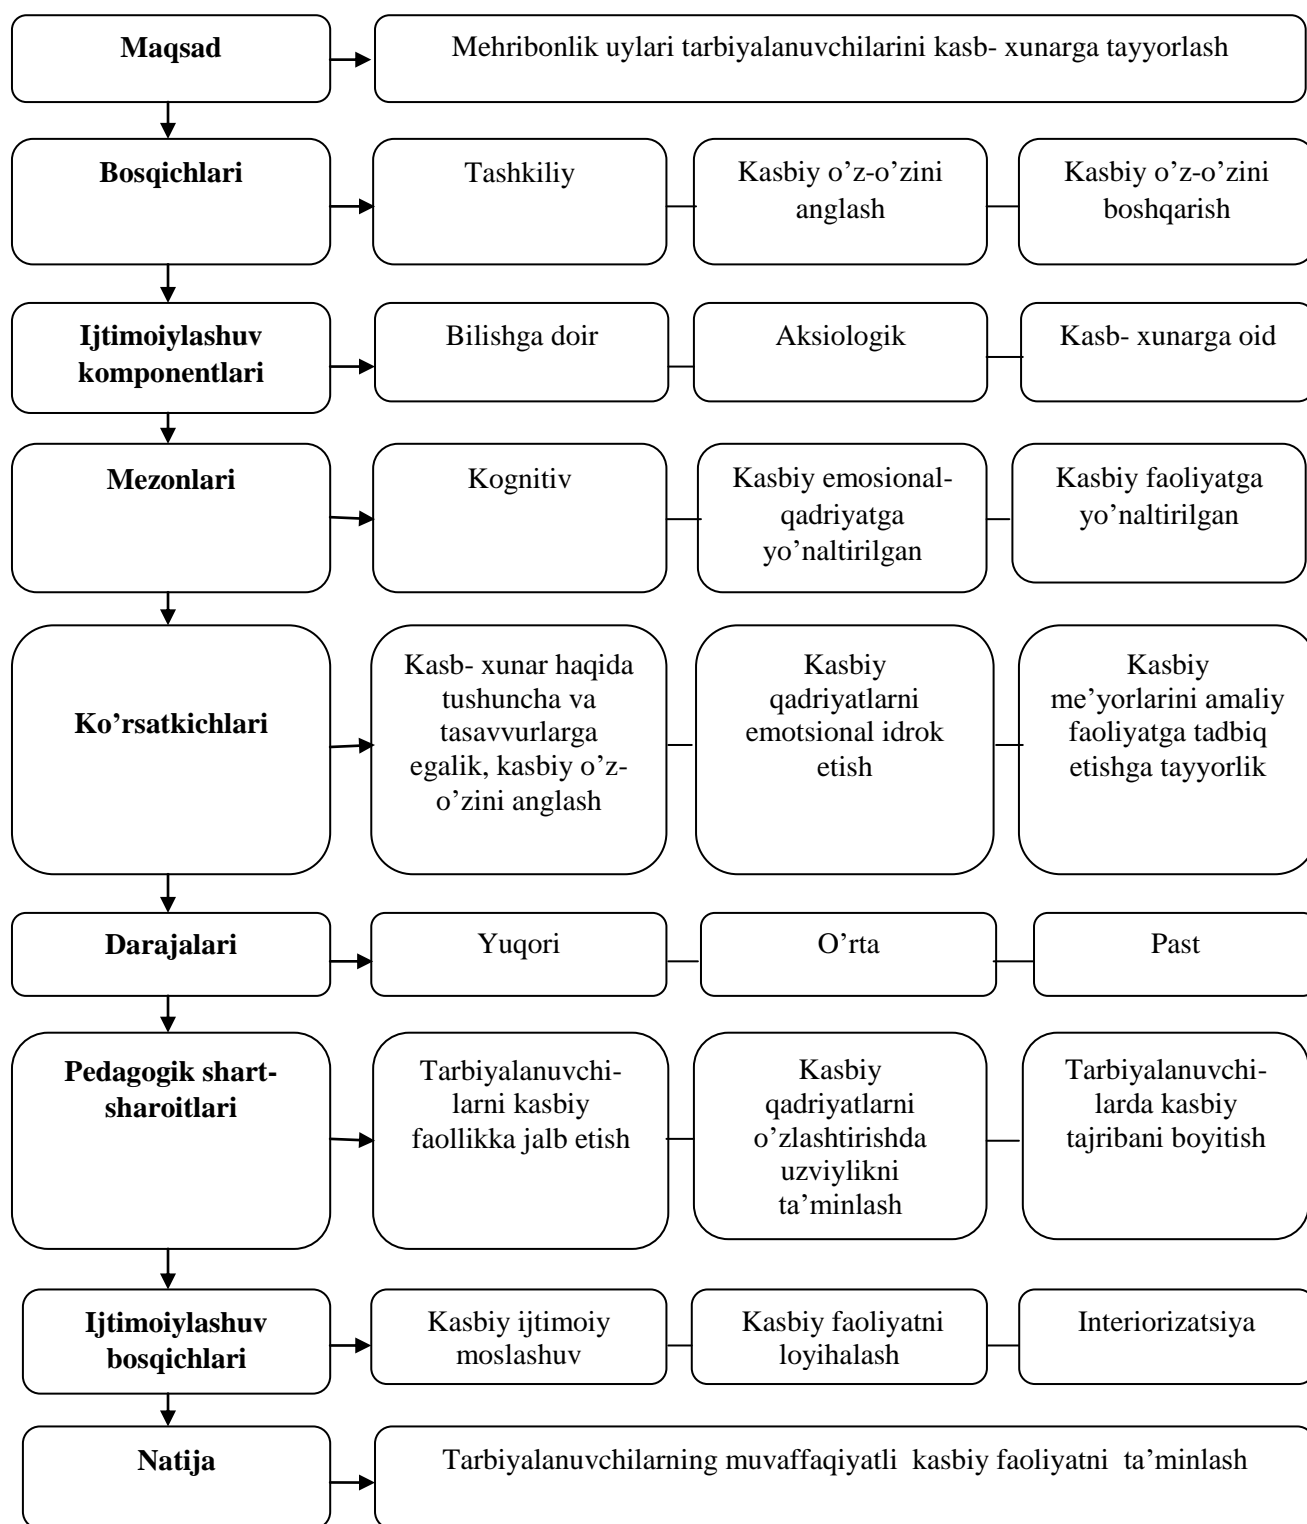 Maqsad
Mehribonlik uylari tarbiyalanuvchilarini kasb- xunarga tayyorlash
Bosqichlari
Tashkiliy
Kasbiy o’z-o’zini
anglash
Kasbiy o’z-o’zini
boshqarish
Ijtimoiylashuv
komponentlari
Bilishga doir
Aksiologik
Kasb- xunarga oid
Mezonlari
Kognitiv
Kasbiy emosional-
qadriyatga
yo’naltirilgan
Kasbiy faoliyatga
yo’naltirilgan
Ko’rsatkichlari
Kasb- xunar haqida
tushuncha va
tasavvurlarga
egalik, kasbiy o’z-
o’zini anglash
Kasbiy
qadriyatlarni
emotsional idrok
etish
Kasbiy
me’yorlarini amaliy
faoliyatga tadbiq
etishga tayyorlik
Darajalari
Yuqori
O’rta
Past
Pedagogik shart-
sharoitlari
Tarbiyalanuvchi-
larni kasbiy
faollikka jalb etish
Kasbiy
qadriyatlarni
o’zlashtirishda
uzviylikni
ta’minlash
Tarbiyalanuvchi-
larda kasbiy
tajribani boyitish
Ijtimoiylashuv
bosqichlari
Kasbiy ijtimoiy
moslashuv
Kasbiy faoliyatni
loyihalash
Interiorizatsiya
Natija
Tarbiyalanuvchilarning muvaffaqiyatli kasbiy faoliyatni ta’minlash